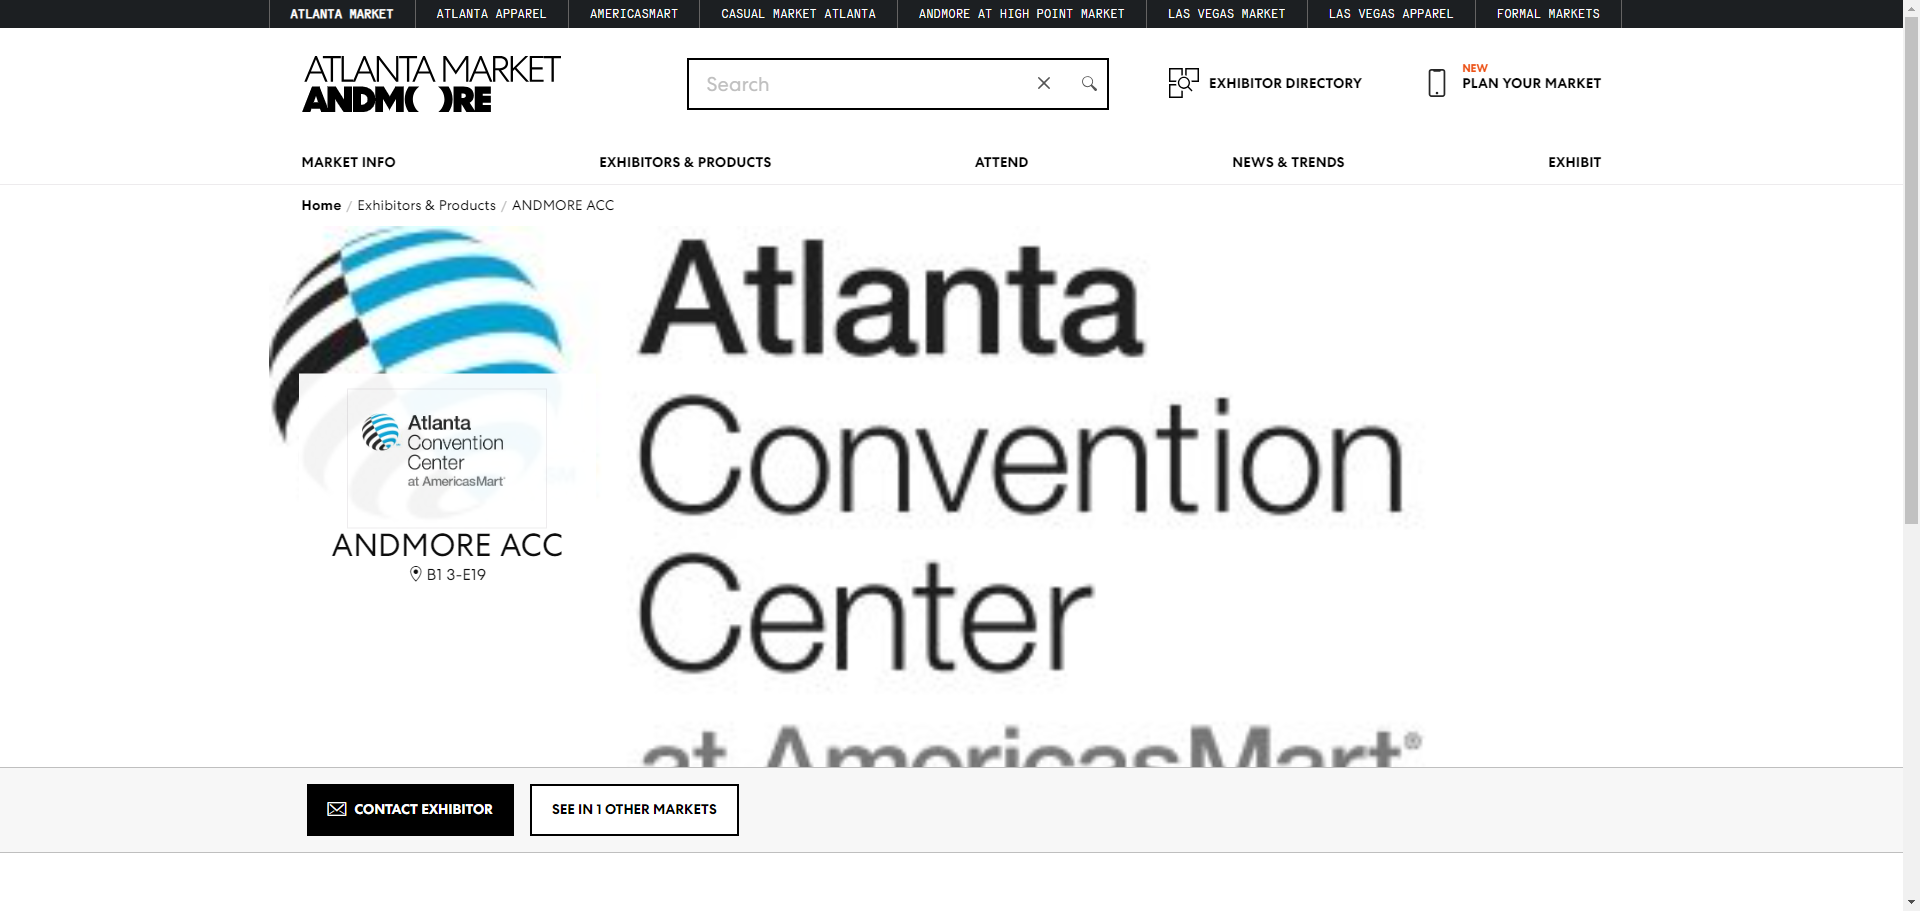 ATLANTA MARKET
ATLANTA APPAREL
AMERICASMART
CASUAL MARKET ATLANTA
ANDMORE AT HIGH POINT MARKET
LAS VEGAS MARKET
LAS VEGAS APPAREL
FORMAL MARKETS
ATLANTA MARKET
ANDMORE
Search
EXHIBITOR DIRECTORY
NEW
PLAN YOUR MARKET
MARKET INFO
EXHIBITORS & PRODUCTS
ATTEND
NEWS & TRENDS
EXHIBIT
Home / Exhibitors & Products / ANDMORE ACC
Atlanta
Convention
Center
at AmericasMart®
Atlanta
Convention
Center
at AmericasMart®
ANDMORE ACC
B1 3-E19
CONTACT EXHIBITOR
SEE IN 1 OTHER MARKETS